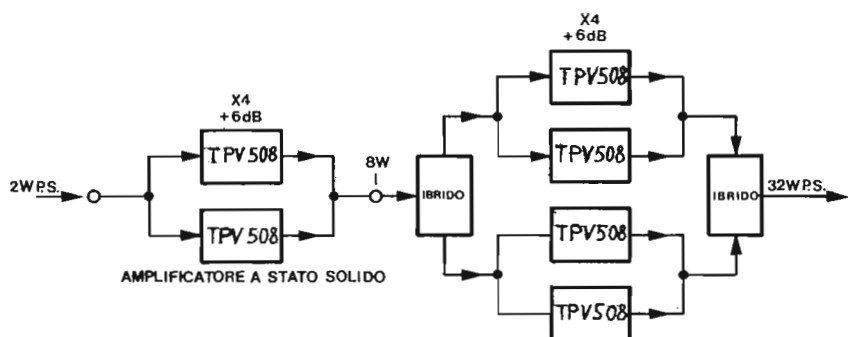 X4
+6dB
TPV508
TPV508
2W P.S.
AMPLIFICATORE A STATO SOLIDO
8W
IBRIDO
X4
+6dB
TPV508
TPV508
TPV508
TPV508
IBRIDO
32W P.S.